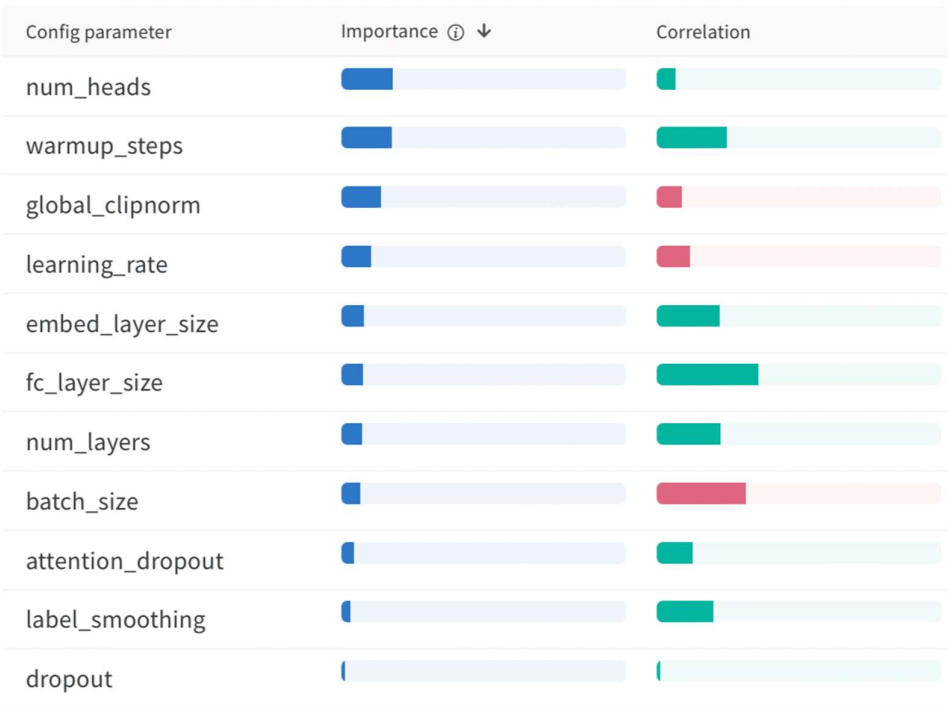 Config parameter Importance Correlation
num_heads
warmup_steps
global_clipnorm
learning_rate
embed_layer_size
fc_layer_size
num_layers
batch_size
attention_dropout
label_smoothing
dropout